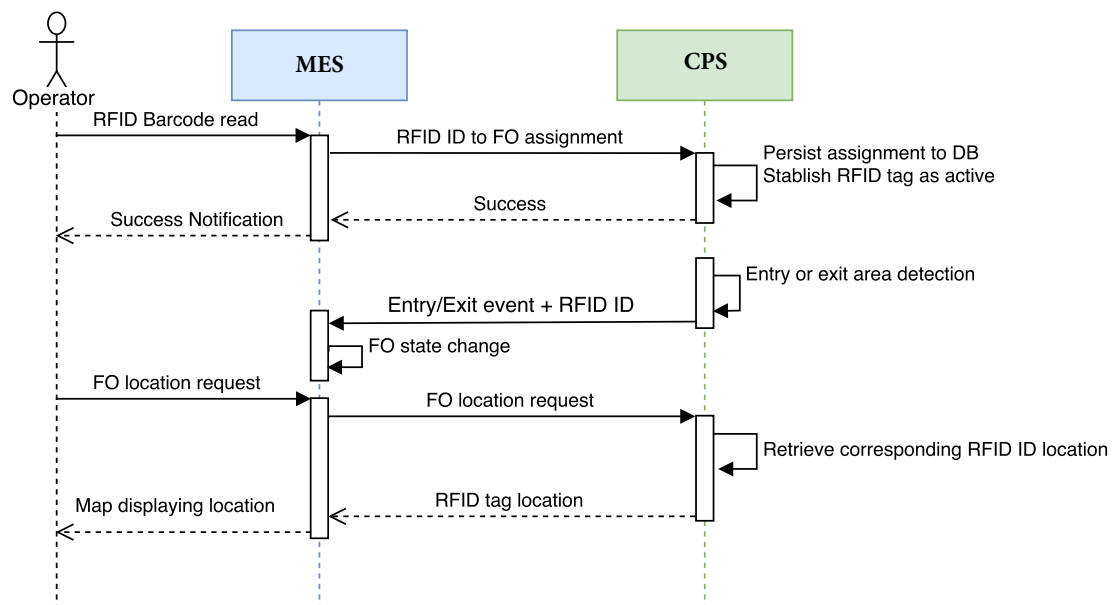 MES
CPS
Operator
RFID Barcode read
RFID ID to FO assignment
Persist assignment to DB
Stablish RFID tag as active
Success
Success Notification
Entry or exit area detection
Entry/Exit event + RFID ID
FO state change
FO location request
FO location request
Retrieve corresponding RFID ID location
RFID tag location
Map displaying location